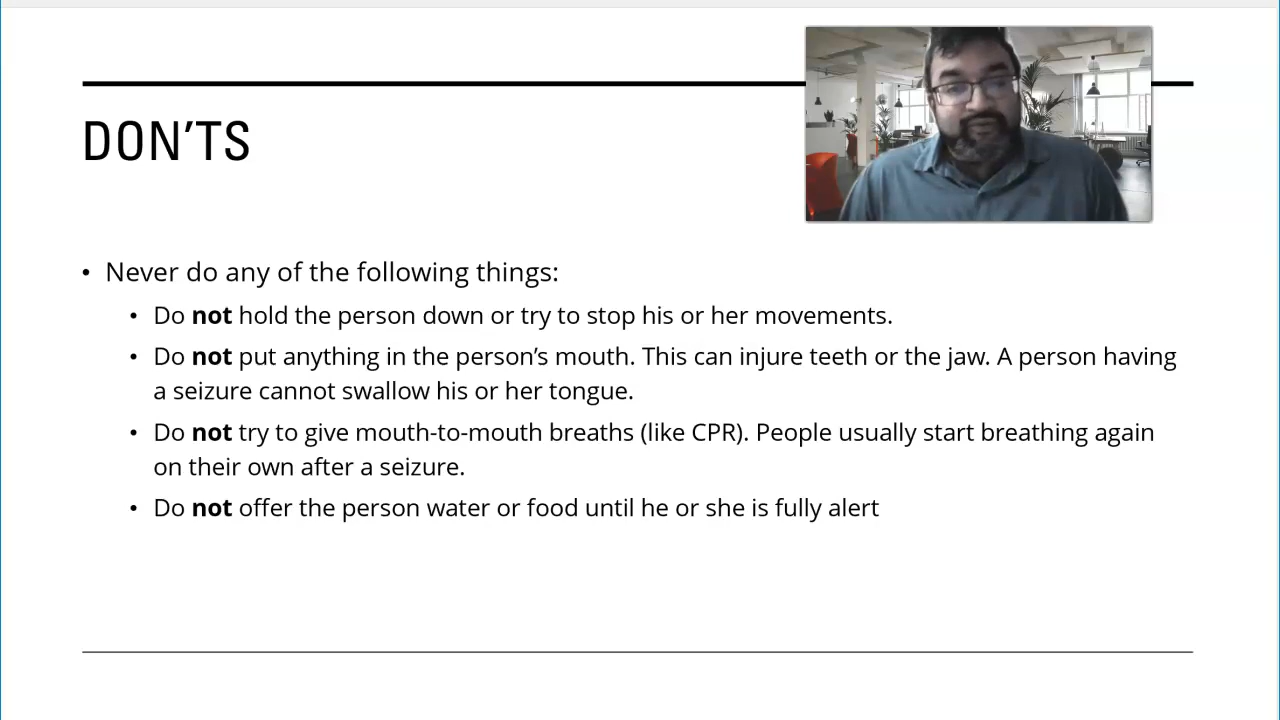 DON’TS
• Never do any of the following things:
• Do not hold the person down or try to stop his or her movements.
• Do not put anything in the person’s mouth. This can injure teeth or the jaw. A person having
a seizure cannot swallow his or her tongue.
• Do not try to give mouth-to-mouth breaths (like CPR). People usually start breathing again
on their own after a seizure.
• Do not offer the person water or food until he or she is fully alert